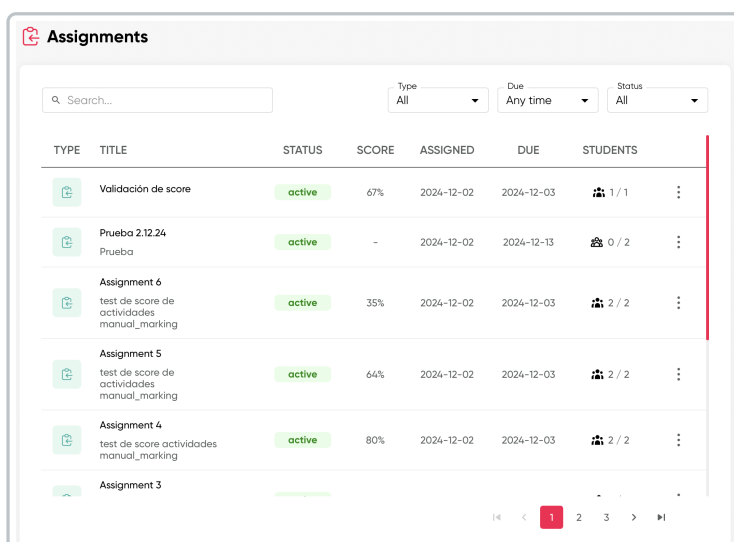 Assignments
Search...
Type
All
Due
Any time
Status
All
TYPE TITLE STATUS SCORE ASSIGNED DUE STUDENTS
Validación de score active 67% 2024-12-02 2024-12-03 1 / 1
Prueba 2.12.24
Prueba
active - 2024-12-02 2024-12-13 0 / 2
Assignment 6
test de score de
actividades
manual_marking
active 35% 2024-12-02 2024-12-03 2 / 2
Assignment 5
test de score de
actividades
manual_marking
active 64% 2024-12-02 2024-12-03 2 / 2
Assignment 4
test de score actividades
manual_marking
active 80% 2024-12-02 2024-12-03 2 / 2
Assignment 3
1 2 3